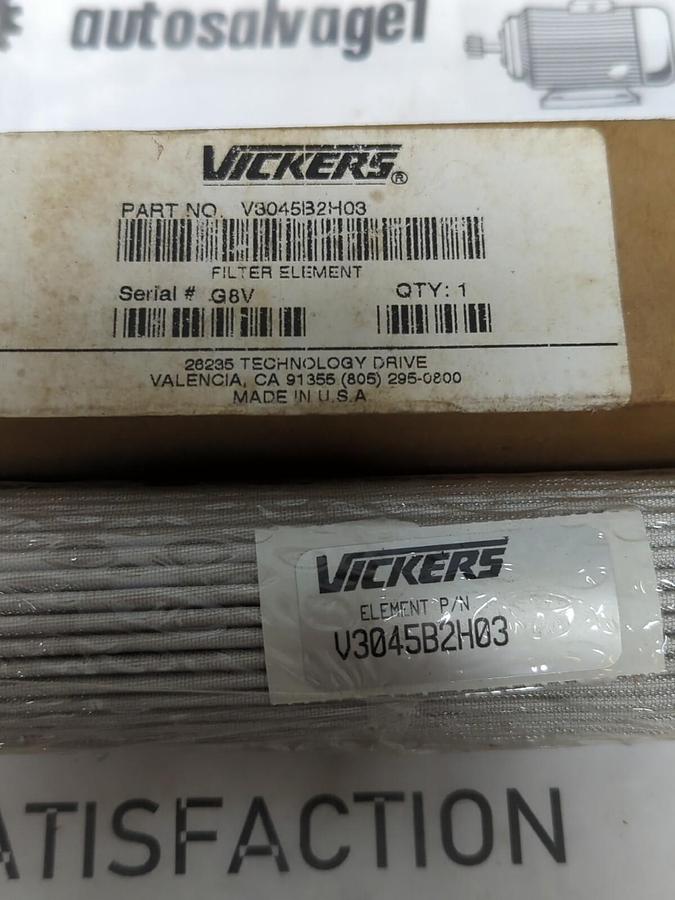 autosalvage1
VICKERS®
PART NO. V3045B2H03
FILTER ELEMENT
Serial # G8V QTY: 1
26235 TECHNOLOGY DRIVE
VALENCIA, CA 91355 (805) 295-0800
MADE IN U.S.A
VICKERS
ELEMENT P/N
V3045B2H03
ATISFACTION